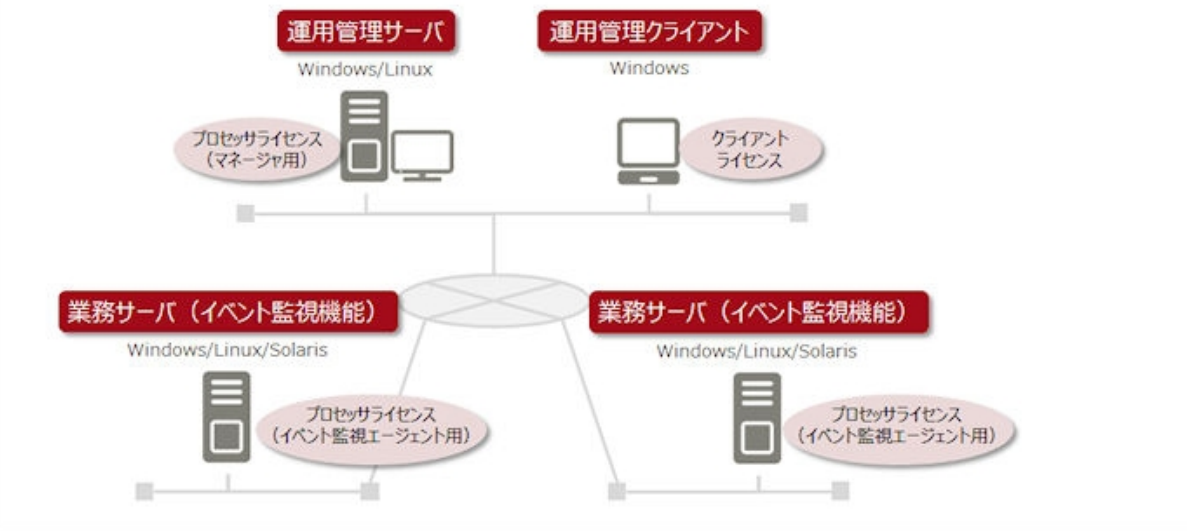 運用管理サーバ
運用管理クライアント
Windows/Linux
Windows
プロセッサライセンス
（マネージャ用）
クライアント
ライセンス
業務サーバ（イベント監視機能）
業務サーバ（イベント監視機能）
Windows/Linux/Solaris
Windows/Linux/Solaris
プロセッサライセンス
（イベント監視エージェント用）
プロセッサライセンス
（イベント監視エージェント用）